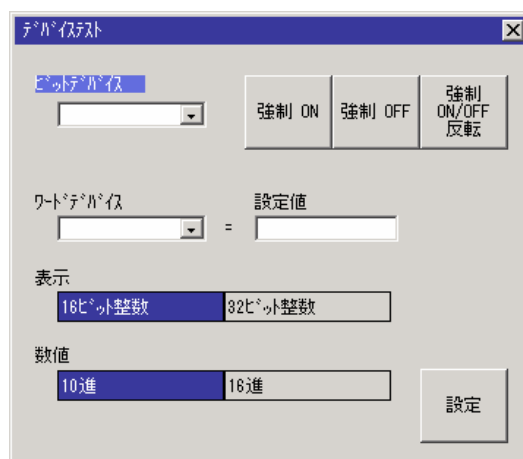 ﾃﾞﾊﾞｲｽﾃｽﾄ
ﾋﾞｯﾄﾃﾞﾊﾞｲｽ
強制 ON
強制 OFF
強制
ON/OFF
反転
ﾜｰﾄﾞﾃﾞﾊﾞｲｽ
設定値
=
表示
16ﾋﾞｯﾄ整数
32ﾋﾞｯﾄ整数
数値
10進
16進
設定